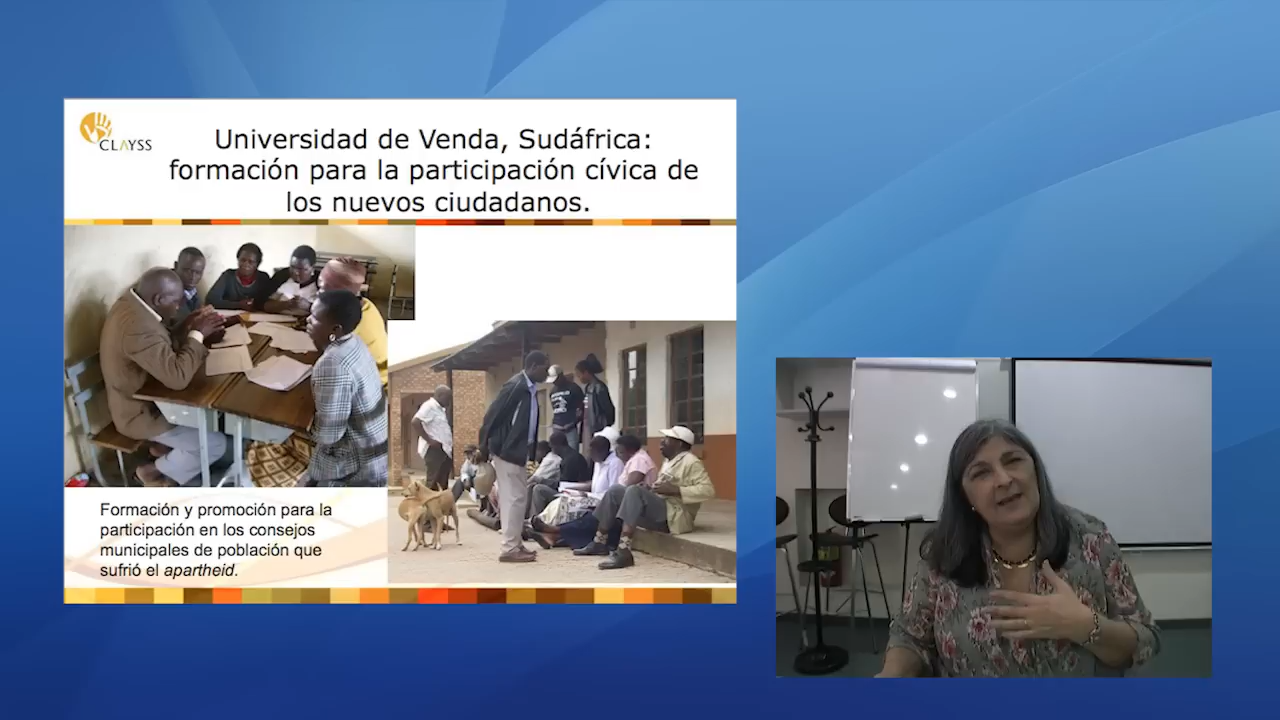 CLAYSS
Universidad de Venda, Sudáfrica:
formación para la participación cívica de
los nuevos ciudadanos.
Formación y promoción para la
participación en los consejos
municipales de población que
sufrió el apartheid.